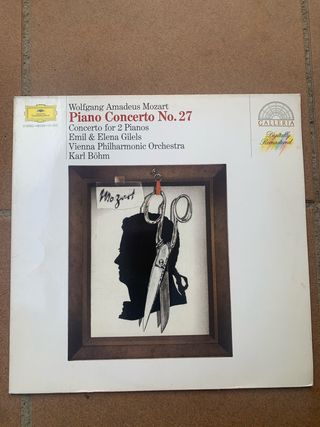 Wolfgang Amadeus Mozart
Piano Concerto No. 27
Concerto for 2 Pianos
Emil & Elena Gilels
Vienna Philharmonic Orchestra
Karl Böhm
GALLERIA
Digitally
Remastered
Mozart